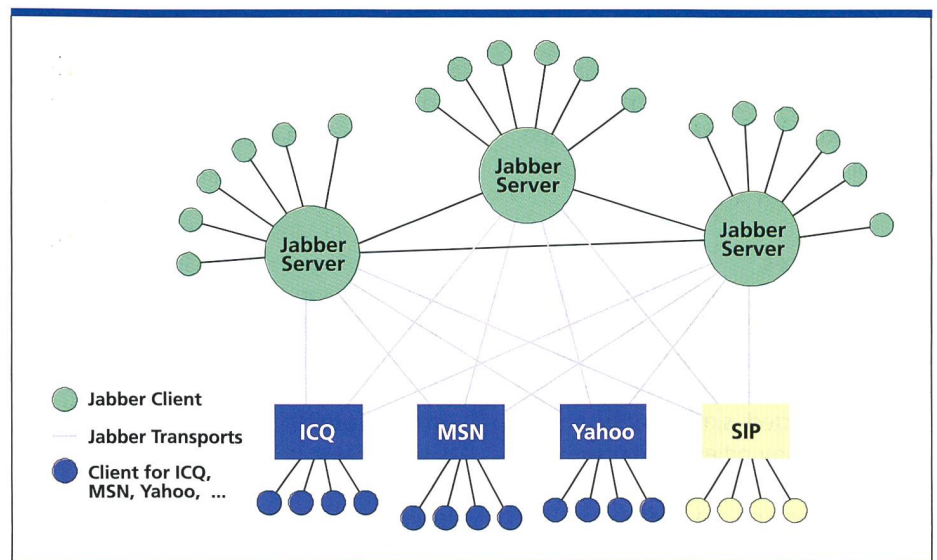 Jabber
Server
Jabber
Server
Jabber
Server
Jabber Client
Jabber Transports
Client for ICQ,
MSN, Yahoo, ...
ICQ
MSN
Yahoo
SIP